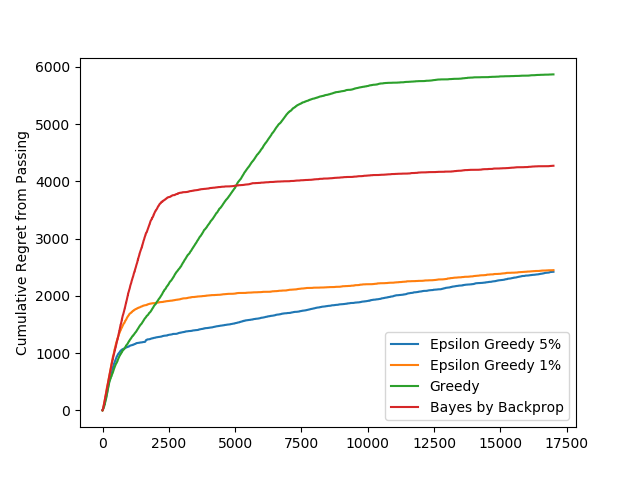 Cumulative Regret from Passing
6000
5000
4000
3000
2000
1000
0
0 2500 5000 7500 10000 12500 15000 17500
Epsilon Greedy 5%
Epsilon Greedy 1%
Greedy
Bayes by Backprop